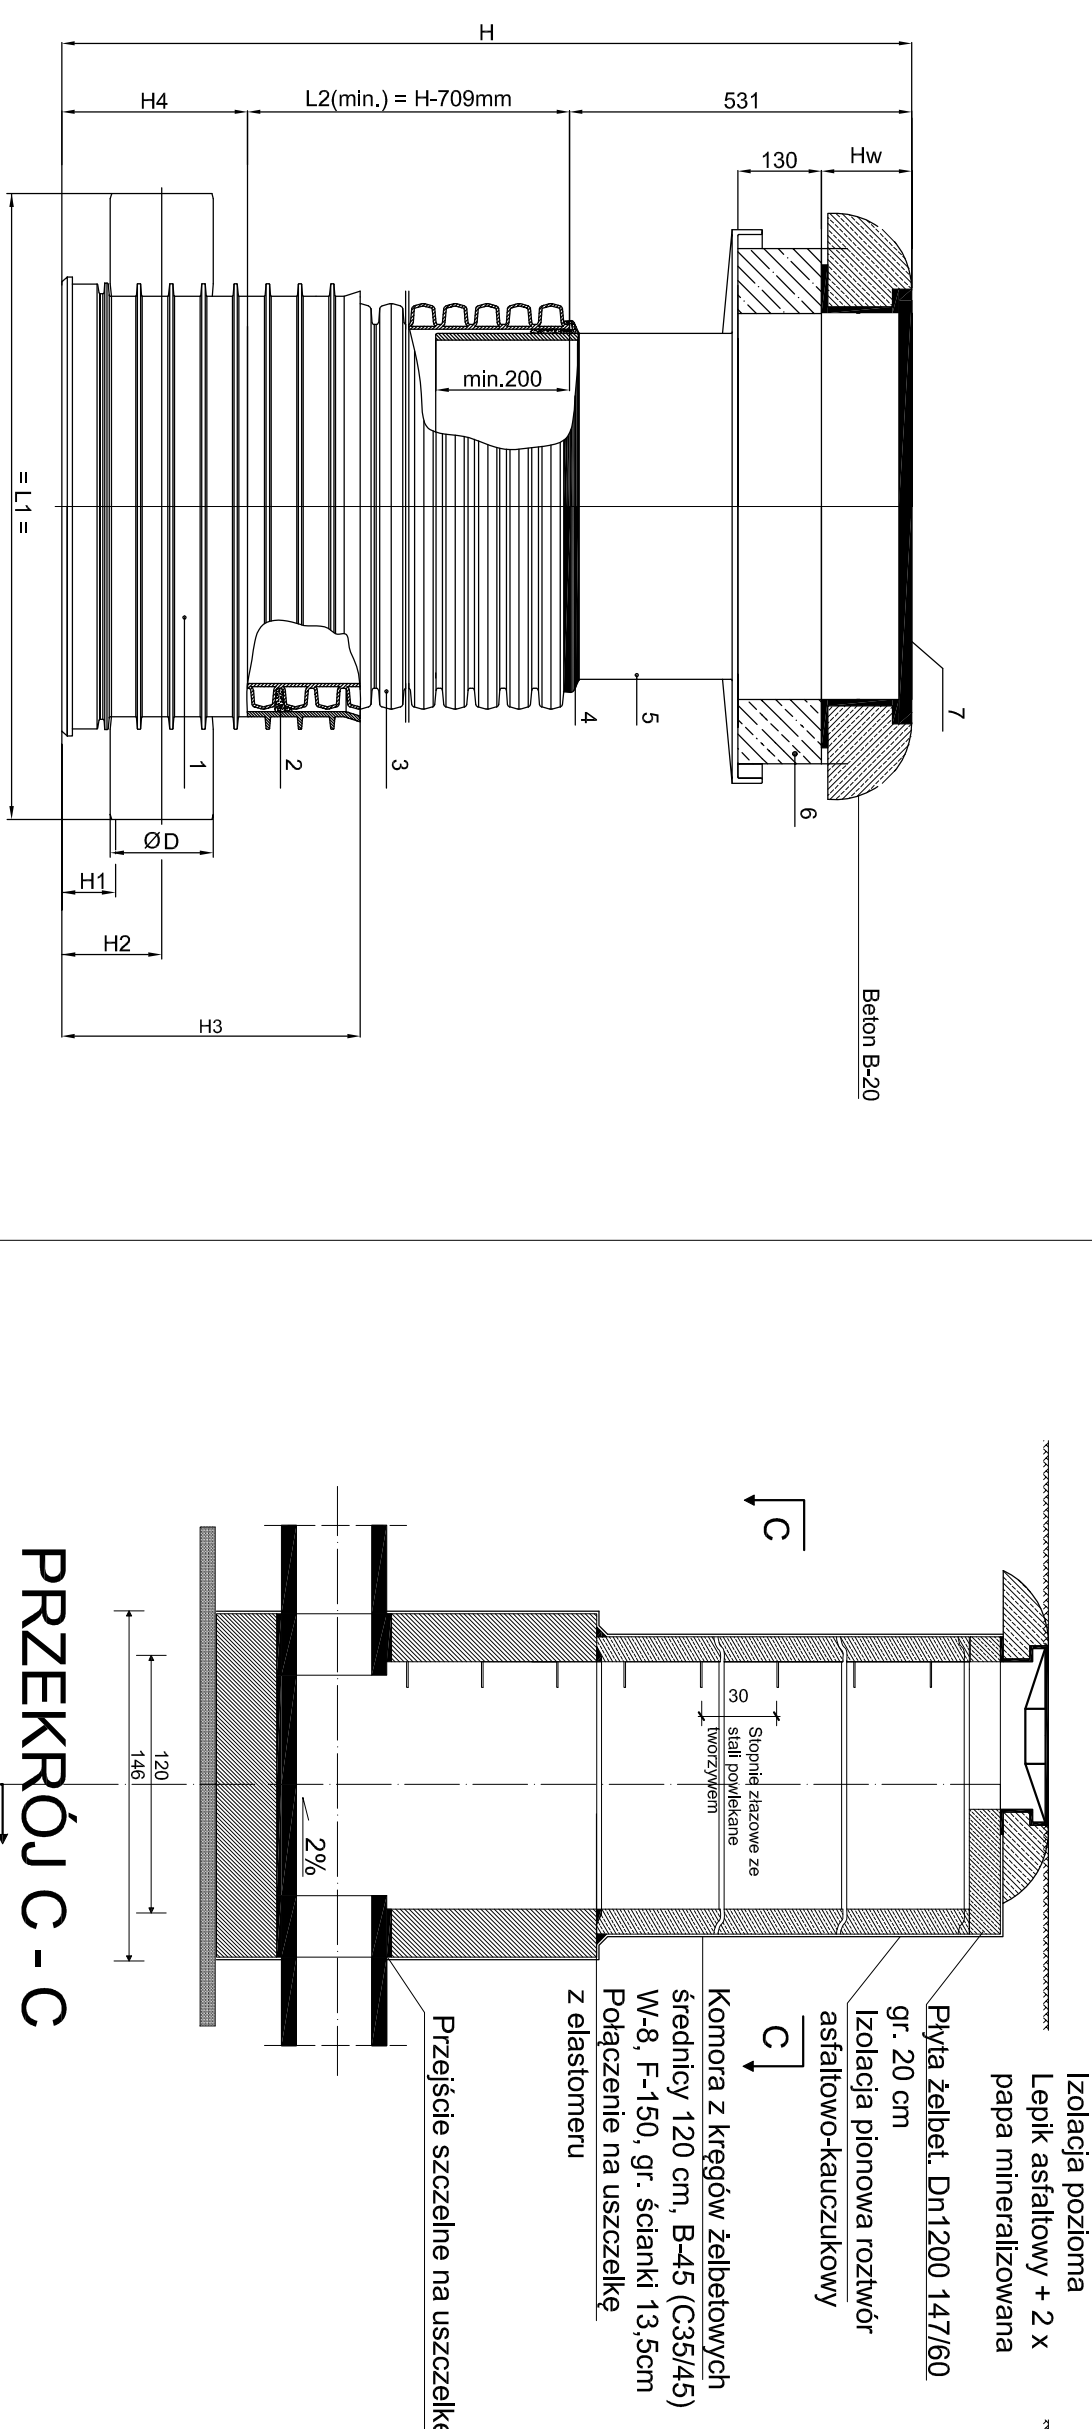 H
H4
L2(min.) = H-709mm
531
130
Hw
min.200
= L1 =
7
6
5
4
3
2
1
ØD
H1
H2
H3
Beton B-20
Izolacja pozioma
Lepik asfaltowy + 2 x
papa mineralizowana
Płyta żelbet. Dn1200 147/60
gr. 20 cm
Izolacja pionowa roztwór
asfaltowo-kauczukowy
C
C
30
Stopnie złazowe ze
stali powlekane
tworzywem
Komora z kręgów żelbetowych
średnicy 120 cm, B-45 (C35/45)
W-8, F-150, gr. ścianki 13,5cm
Połączenie na uszczelkę
z elastomeru
Przejście szczelne na uszczelkę
2%
120
146
PRZEKRÓJ C - C